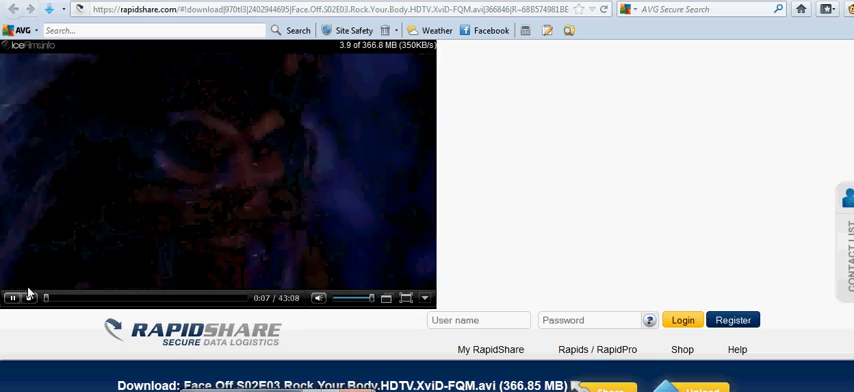 https://rapidshare.com/#!download|970tl3|2402944695|Face.Off.S02E03.Rock.Your.Body.HDTV.XviD-FQM.avi|366846|R~68B574981BE
AVG Secure Search
AVG Search... Search Site Safety Weather Facebook
IceFilms.info 3.9 of 366.8 MB (350KB/s)
CONTACT LIST
0:07 / 43:08
RAPIDSHARE
SECURE DATA LOGISTICS
User name Password ? Login Register
My RapidShare Rapids / RapidPro Shop Help
Download: Face.Off.S02E03.Rock.Your.Body.HDTV.XviD-FQM.avi (366.85 MB)
Share Upload